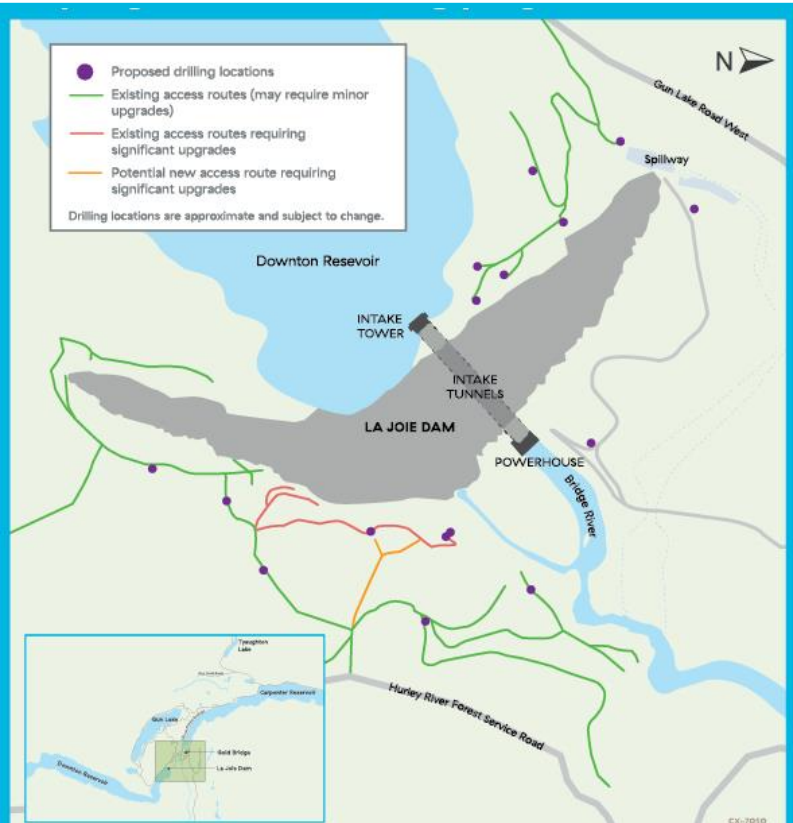 N
Proposed drilling locations
Existing access routes (may require minor
upgrades)
Existing access routes requiring
significant upgrades
Potential new access route requiring
significant upgrades
Drilling locations are approximate and subject to change.
Gun Lake Road West
Spillway
Downton Resevoir
INTAKE
TOWER
INTAKE
TUNNELS
LA JOIE DAM
POWERHOUSE
Bridge River
Hurley River Forest Service Road
Tyaughton
Lake
Carpenter Reservoir
Gun Lake
Gold Bridge
La Joie Dam
Downton Reservoir